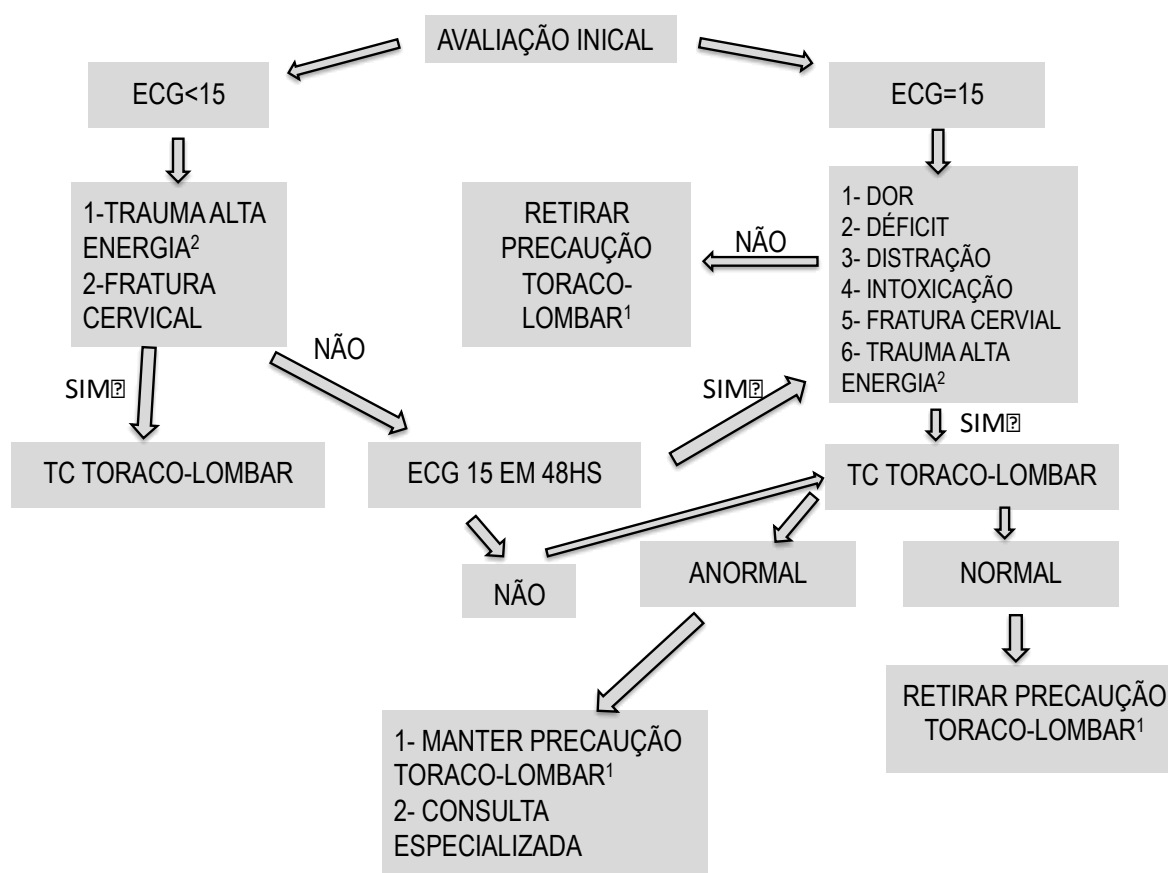 AVALIAÇÃO INICAL
ECG<15
ECG=15
1-TRAUMA ALTA
ENERGIA²
2-FRATURA
CERVICAL
RETIRAR
PRECAUÇÃO
TORACO-
LOMBAR¹
NÃO
1- DOR
2- DÉFICIT
3- DISTRAÇÃO
4- INTOXICAÇÃO
5- FRATURA CERVIAL
6- TRAUMA ALTA
ENERGIA²
SIM
NÃO
SIM
SIM
TC TORACO-LOMBAR
ECG 15 EM 48HS
TC TORACO-LOMBAR
NÃO
ANORMAL
NORMAL
1- MANTER PRECAUÇÃO
TORACO-LOMBAR¹
2- CONSULTA
ESPECIALIZADA
RETIRAR PRECAUÇÃO
TORACO-LOMBAR¹